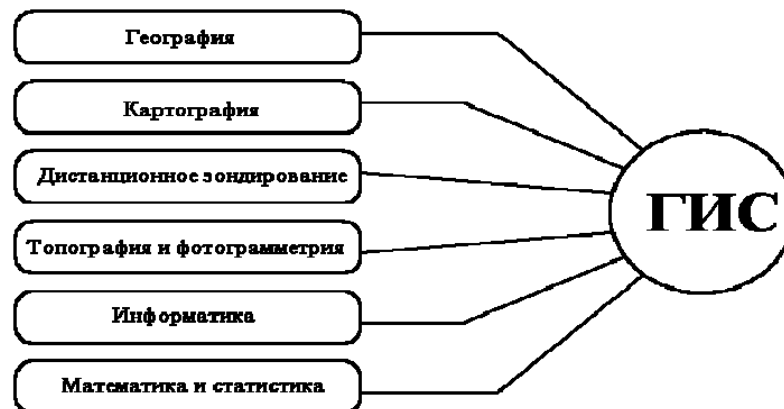 География
Картография
Дистанционное зондирование
Топография и фотограмметрия
Информатика
Математика и статистика
ГИС